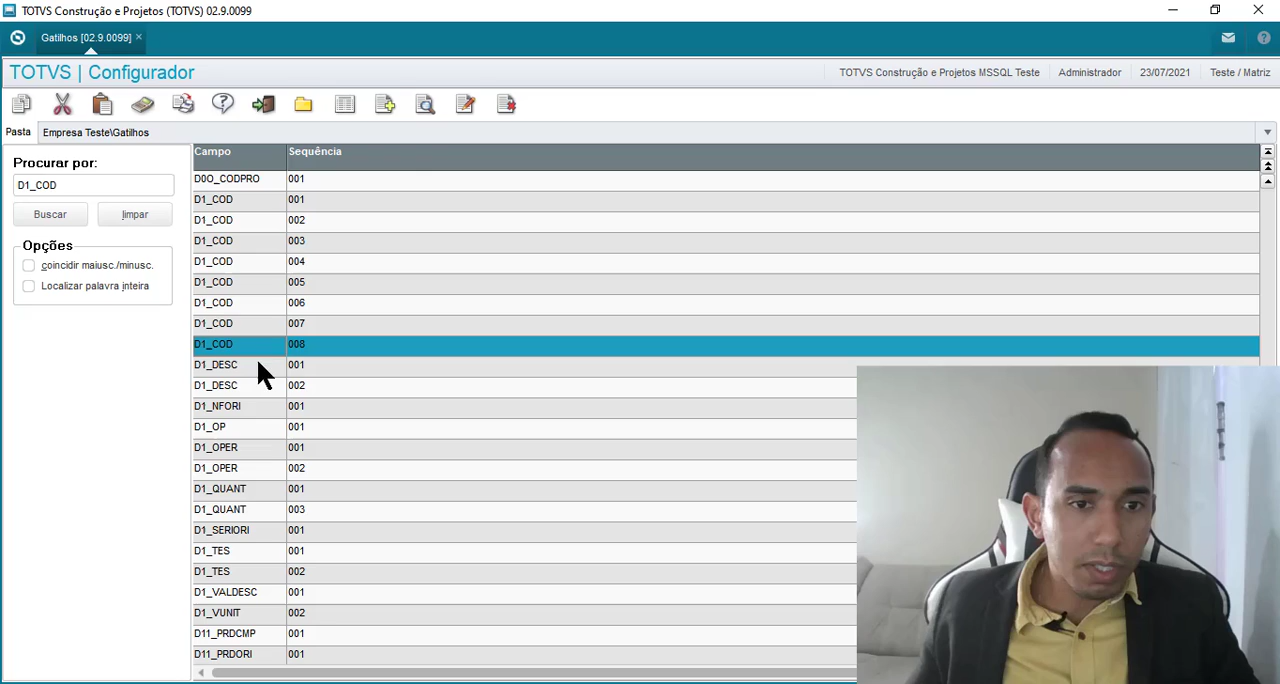 TOTVS Construção e Projetos (TOTVS) 02.9.0099
Gatilhos [02.9.0099]
TOTVS | Configurador
TOTVS Construção e Projetos MSSQL Teste Administrador 23/07/2021 Teste / Matriz
Pasta Empresa Teste\Gatilhos
Procurar por:
D1_COD
Buscar limpar
Opções
coincidir maiusc./minusc.
Localizar palavra inteira
Campo Sequência
D0O_CODPRO 001
D1_COD 001
D1_COD 002
D1_COD 003
D1_COD 004
D1_COD 005
D1_COD 006
D1_COD 007
D1_COD 008
D1_DESC 001
D1_DESC 002
D1_NFORI 001
D1_OP 001
D1_OPER 001
D1_OPER 002
D1_QUANT 001
D1_QUANT 003
D1_SERIORI 001
D1_TES 001
D1_TES 002
D1_VALDESC 001
D1_VUNIT 002
D11_PRDCMP 001
D11_PRDORI 001